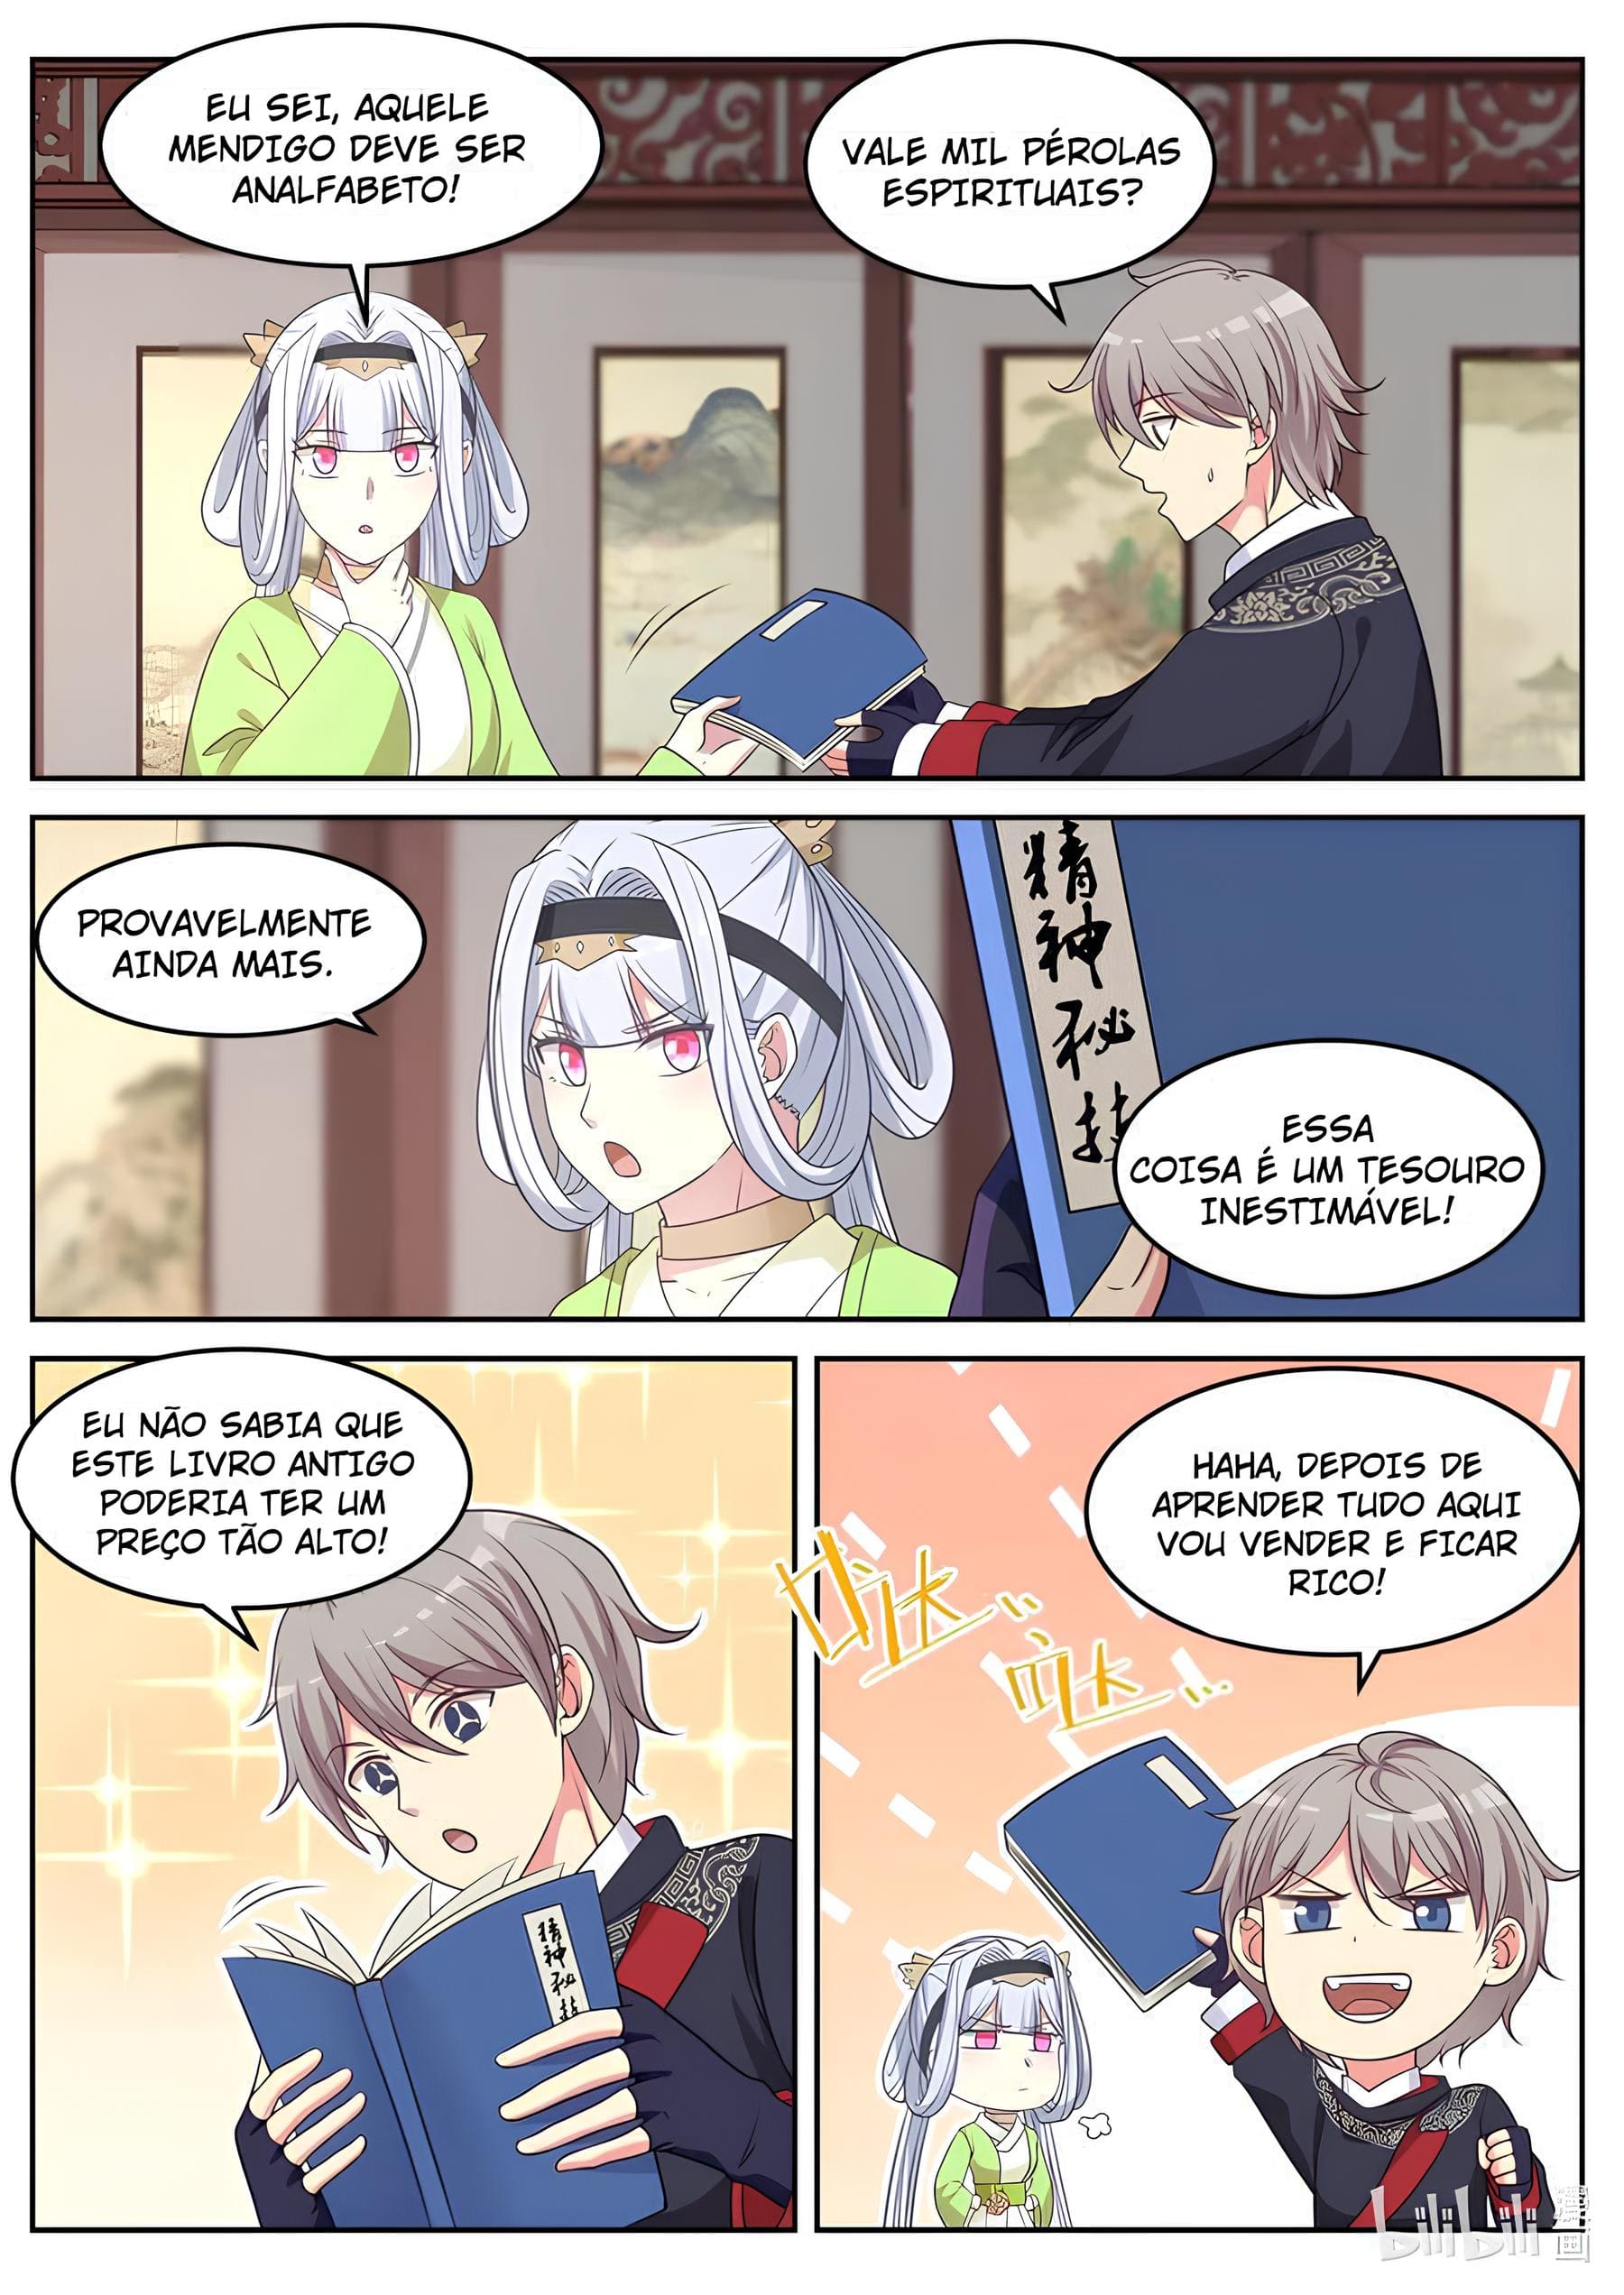 EU SEI, AQUELE
MENDIGO DEVE SER
ANALFABETO!
VALE MIL PÉROLAS
ESPIRITUAIS?
PROVAVELMENTE
AINDA MAIS.
精
神
秘
ESSA
COISA É UM TESOURO
INESTIMÁVEL!
EU NÃO SABIA QUE
ESTE LIVRO ANTIGO
PODERIA TER UM
PREÇO TÃO ALTO!
精
神
秘
HAHA, DEPOIS DE
APRENDER TUDO AQUI
VOU VENDER E FICAR
RICO!
bilibili
漫画